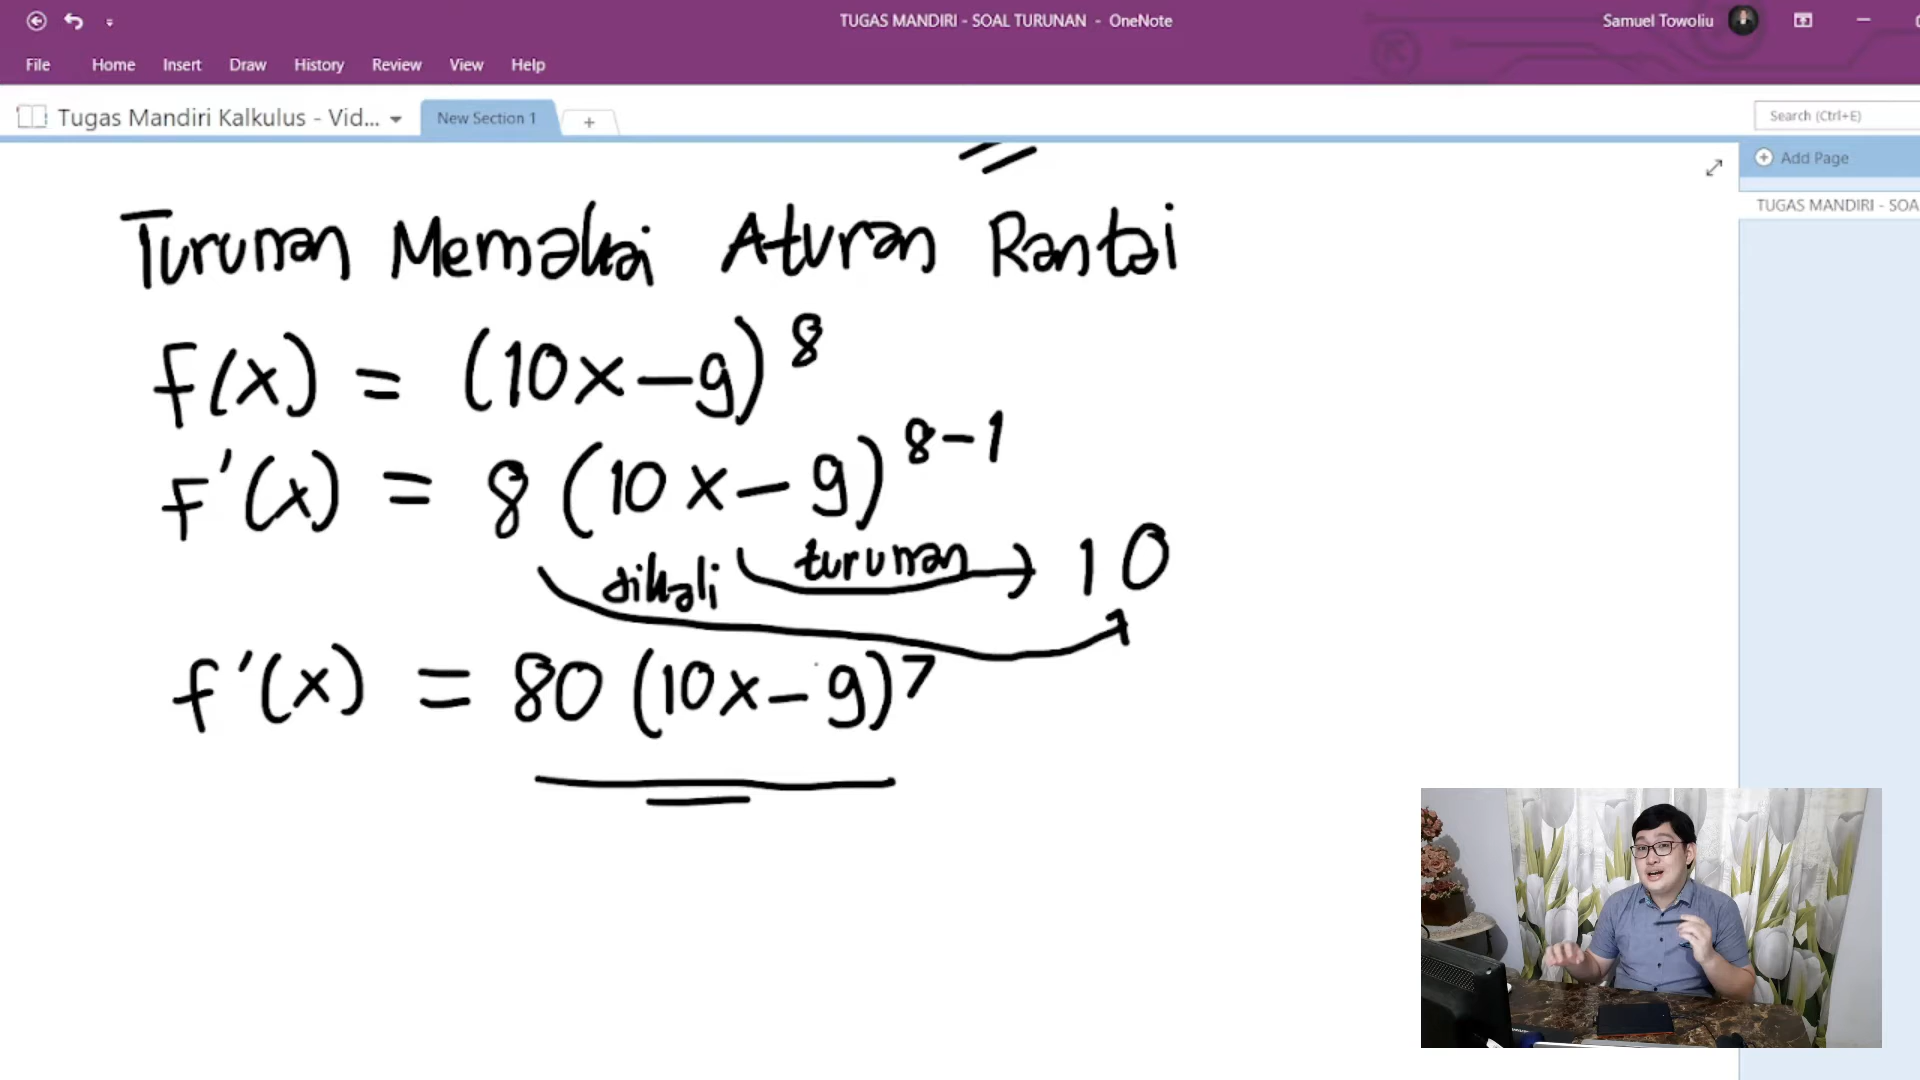 TUGAS MANDIRI - SOAL TURUNAN - OneNote
Samuel Towoliu
File Home Insert Draw History Review View Help
Tugas Mandiri Kalkulus - Vid...
New Section 1
+
Search (Ctrl+E)
Add Page
TUGAS MANDIRI - SOA
Turunan Memakai Aturan Rantai
f(x) = (10x-9)^8
f'(x) = 8 (10x-9)^8-1
dikali turunan 10
f'(x) = 80 (10x-9)^7